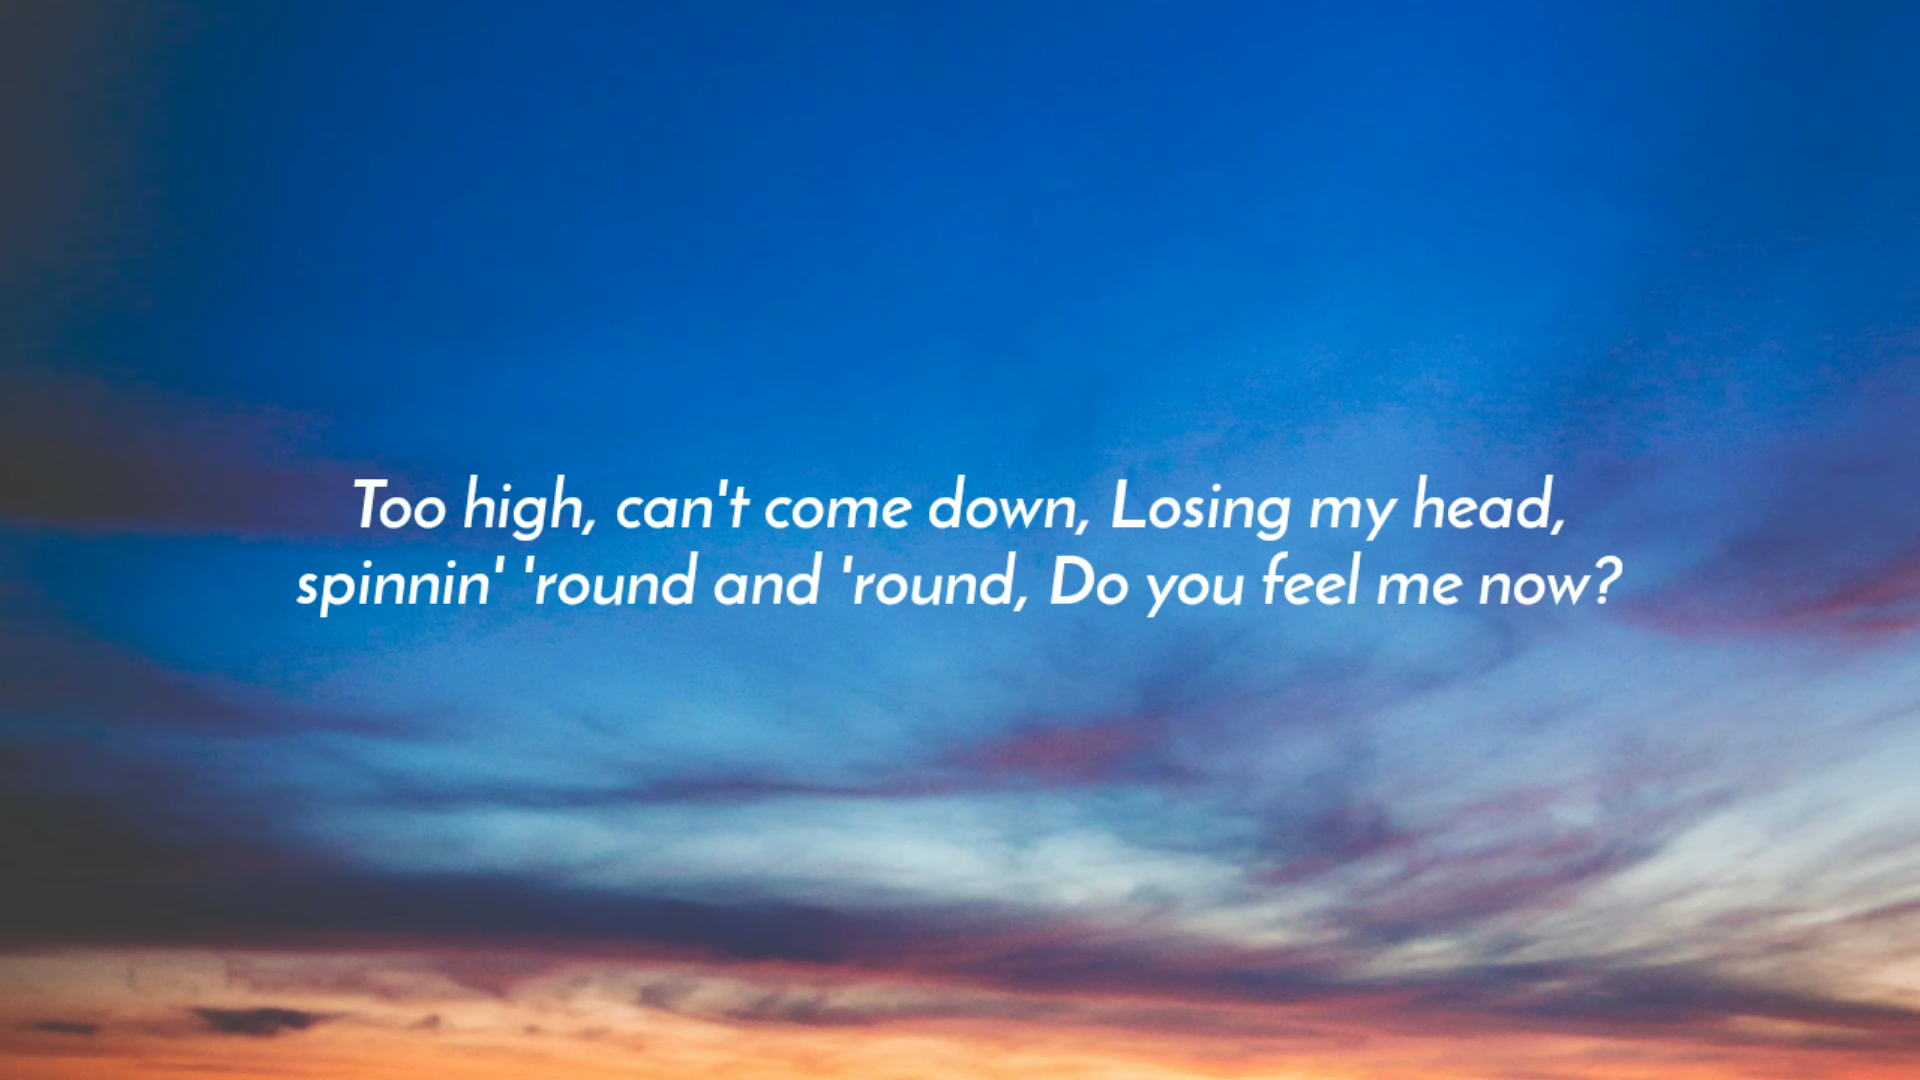 Too high, can't come down, Losing my head,
spinnin' 'round and 'round, Do you feel me now?